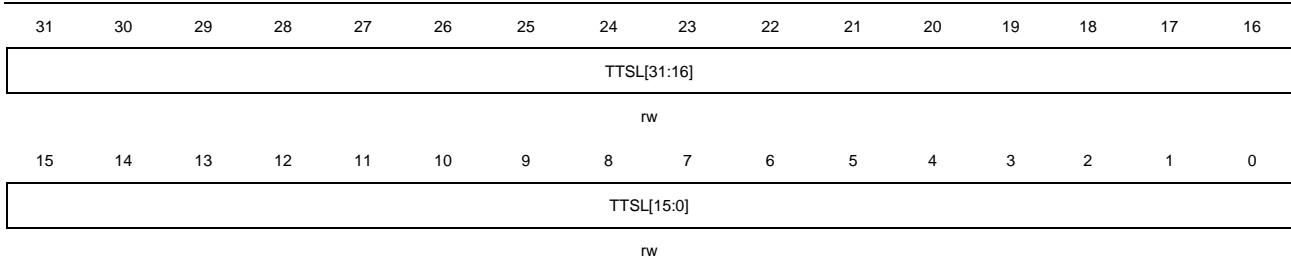 31 30 29 28 27 26 25 24 23 22 21 20 19 18 17 16
TTSL[31:16]
rw
15 14 13 12 11 10 9 8 7 6 5 4 3 2 1 0
TTSL[15:0]
rw